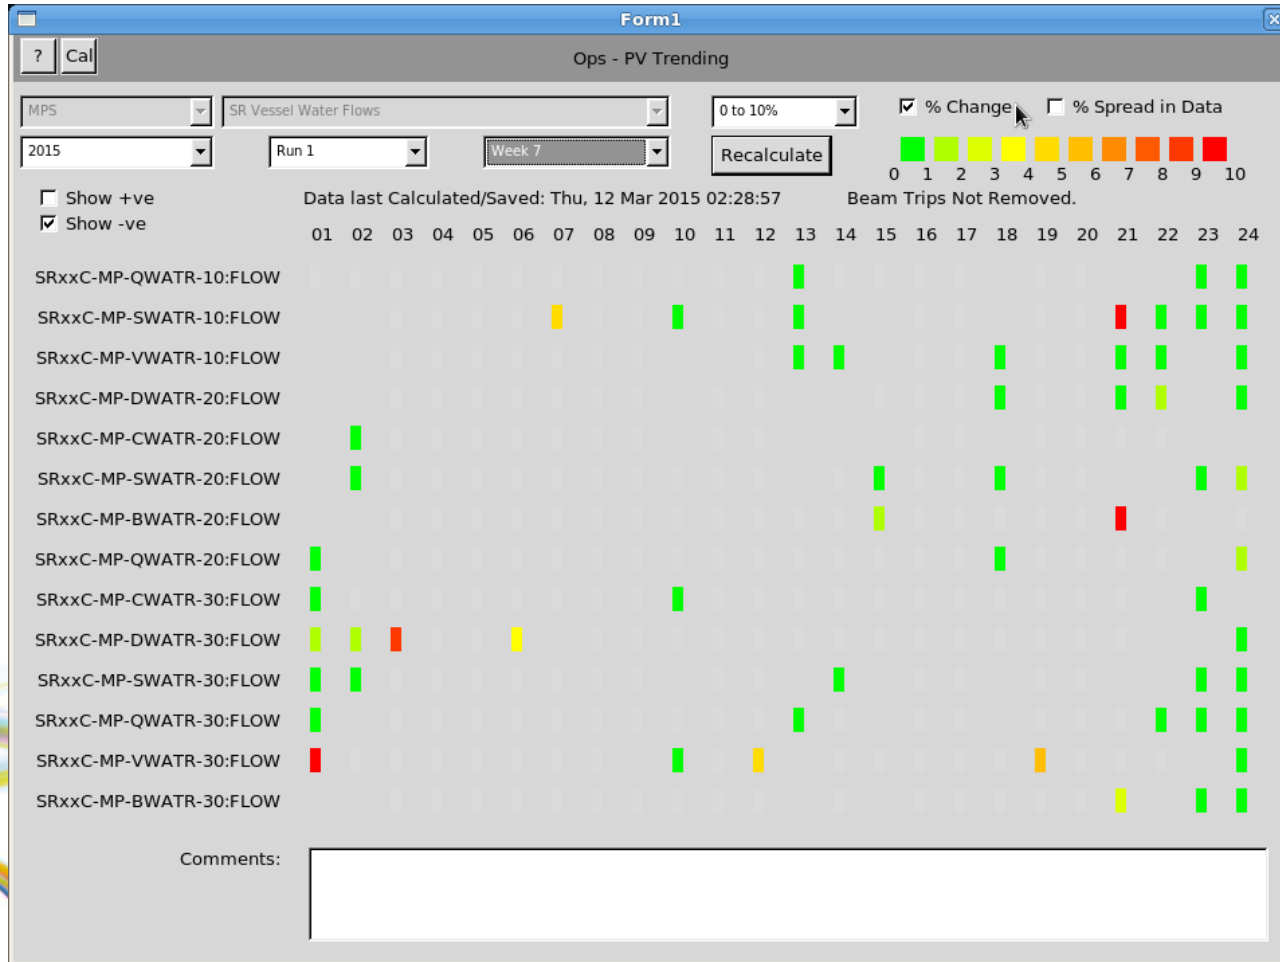 Form1
? Cal Ops - PV Trending
MPS SR Vessel Water Flows 0 to 10% % Change % Spread in Data
2015 Run 1 Week 7 Recalculate
0 1 2 3 4 5 6 7 8 9 10
Show +ve Data last Calculated/Saved: Thu, 12 Mar 2015 02:28:57 Beam Trips Not Removed.
Show -ve
01 02 03 04 05 06 07 08 09 10 11 12 13 14 15 16 17 18 19 20 21 22 23 24
SRxxC-MP-QWATR-10:FLOW
SRxxC-MP-SWATR-10:FLOW
SRxxC-MP-VWATR-10:FLOW
SRxxC-MP-DWATR-20:FLOW
SRxxC-MP-CWATR-20:FLOW
SRxxC-MP-SWATR-20:FLOW
SRxxC-MP-BWATR-20:FLOW
SRxxC-MP-QWATR-20:FLOW
SRxxC-MP-CWATR-30:FLOW
SRxxC-MP-DWATR-30:FLOW
SRxxC-MP-SWATR-30:FLOW
SRxxC-MP-QWATR-30:FLOW
SRxxC-MP-VWATR-30:FLOW
SRxxC-MP-BWATR-30:FLOW
Comments: